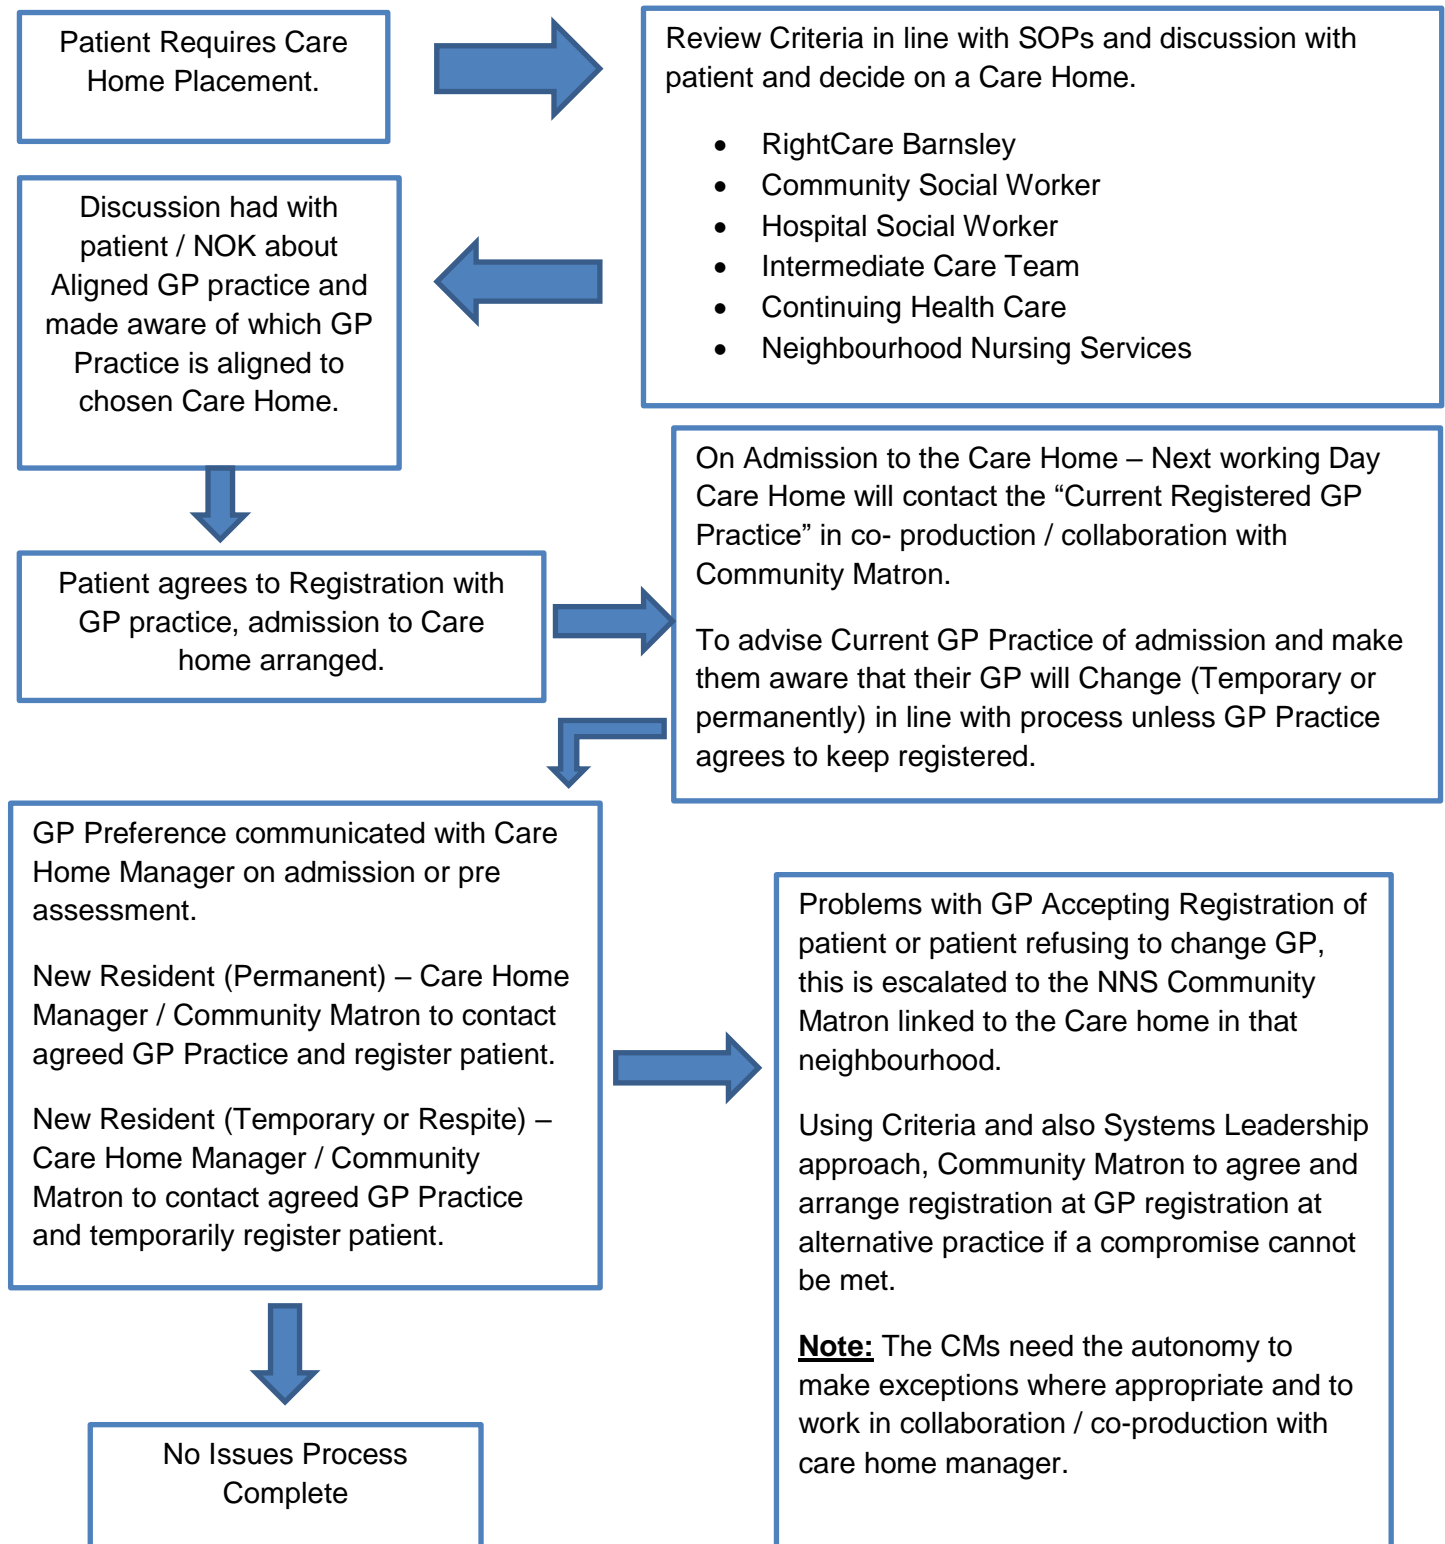 Patient Requires Care
Home Placement.
Review Criteria in line with SOPs and discussion with
patient and decide on a Care Home.
• RightCare Barnsley
• Community Social Worker
• Hospital Social Worker
• Intermediate Care Team
• Continuing Health Care
• Neighbourhood Nursing Services
Discussion had with
patient / NOK about
Aligned GP practice and
made aware of which GP
Practice is aligned to
chosen Care Home.
Patient agrees to Registration with
GP practice, admission to Care
home arranged.
On Admission to the Care Home – Next working Day
Care Home will contact the “Current Registered GP
Practice” in co- production / collaboration with
Community Matron.
To advise Current GP Practice of admission and make
them aware that their GP will Change (Temporary or
permanently) in line with process unless GP Practice
agrees to keep registered.
GP Preference communicated with Care
Home Manager on admission or pre
assessment.
New Resident (Permanent) – Care Home
Manager / Community Matron to contact
agreed GP Practice and register patient.
New Resident (Temporary or Respite) –
Care Home Manager / Community
Matron to contact agreed GP Practice
and temporarily register patient.
Problems with GP Accepting Registration of
patient or patient refusing to change GP,
this is escalated to the NNS Community
Matron linked to the Care home in that
neighbourhood.
Using Criteria and also Systems Leadership
approach, Community Matron to agree and
arrange registration at GP registration at
alternative practice if a compromise cannot
be met.
Note: The CMs need the autonomy to
make exceptions where appropriate and to
work in collaboration / co-production with
care home manager.
No Issues Process
Complete